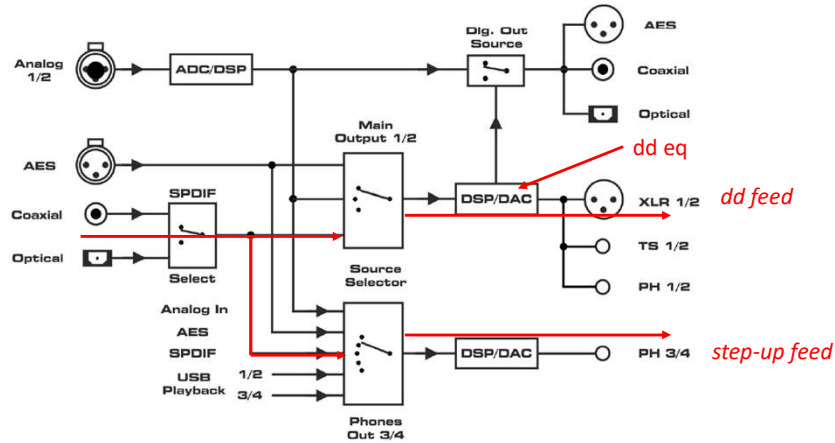 AES
Dig. Out
Source
Analog
1/2
ADC/DSP
Coaxial
Optical
Main
Output 1/2
dd eq
AES
SPDIF
DSP/DAC
XLR 1/2
dd feed
Coaxial
TS 1/2
Optical
Select
Source
Selector
PH 1/2
Analog In
AES
SPDIF
DSP/DAC
PH 3/4
step-up feed
USB
Playback
1/2
3/4
Phones
Out 3/4